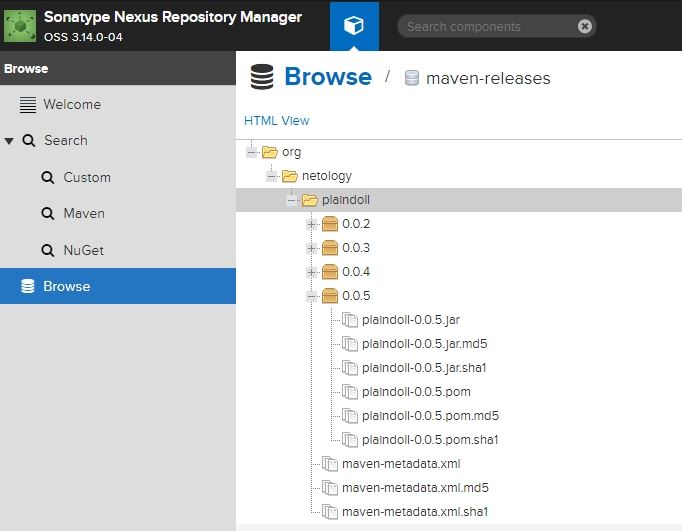 Sonatype Nexus Repository Manager
OSS 3.14.0-04
Search components
Browse
Welcome
Search
Custom
Maven
NuGet
Browse
Browse / maven-releases
HTML View
org
netology
plaindoll
0.0.2
0.0.3
0.0.4
0.0.5
plaindoll-0.0.5.jar
plaindoll-0.0.5.jar.md5
plaindoll-0.0.5.jar.sha1
plaindoll-0.0.5.pom
plaindoll-0.0.5.pom.md5
plaindoll-0.0.5.pom.sha1
maven-metadata.xml
maven-metadata.xml.md5
maven-metadata.xml.sha1